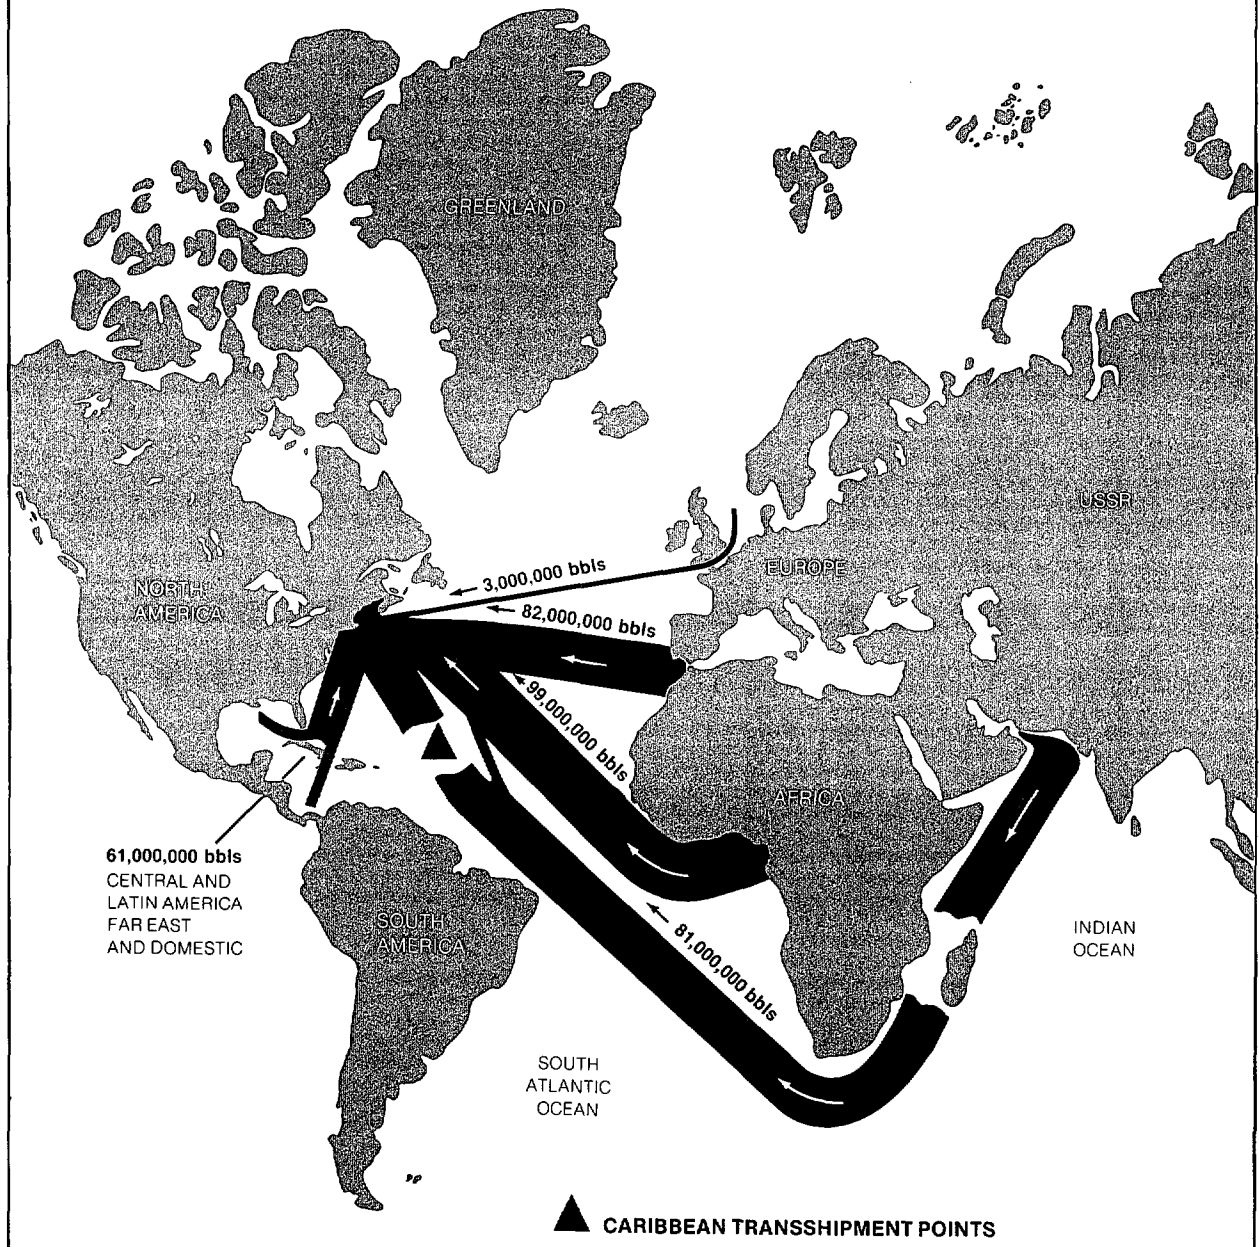 GREENLAND
USSR
EUROPE
NORTH
AMERICA
3,000,000 bbls
82,000,000 bbls
99,000,000 bbls
AFRICA
61,000,000 bbls
CENTRAL AND
LATIN AMERICA
FAR EAST
AND DOMESTIC
SOUTH
AMERICA
81,000,000 bbls
INDIAN
OCEAN
SOUTH
ATLANTIC
OCEAN
CARIBBEAN TRANSSHIPMENT POINTS